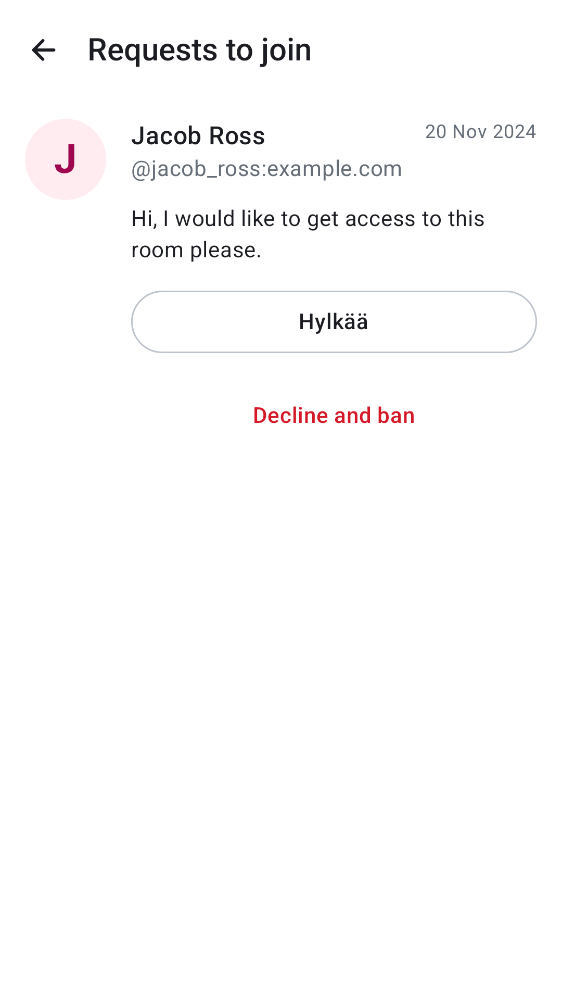 Requests to join
J
Jacob Ross
20 Nov 2024
@jacob_ross:example.com
Hi, I would like to get access to this
room please.
Hylkää
Decline and ban